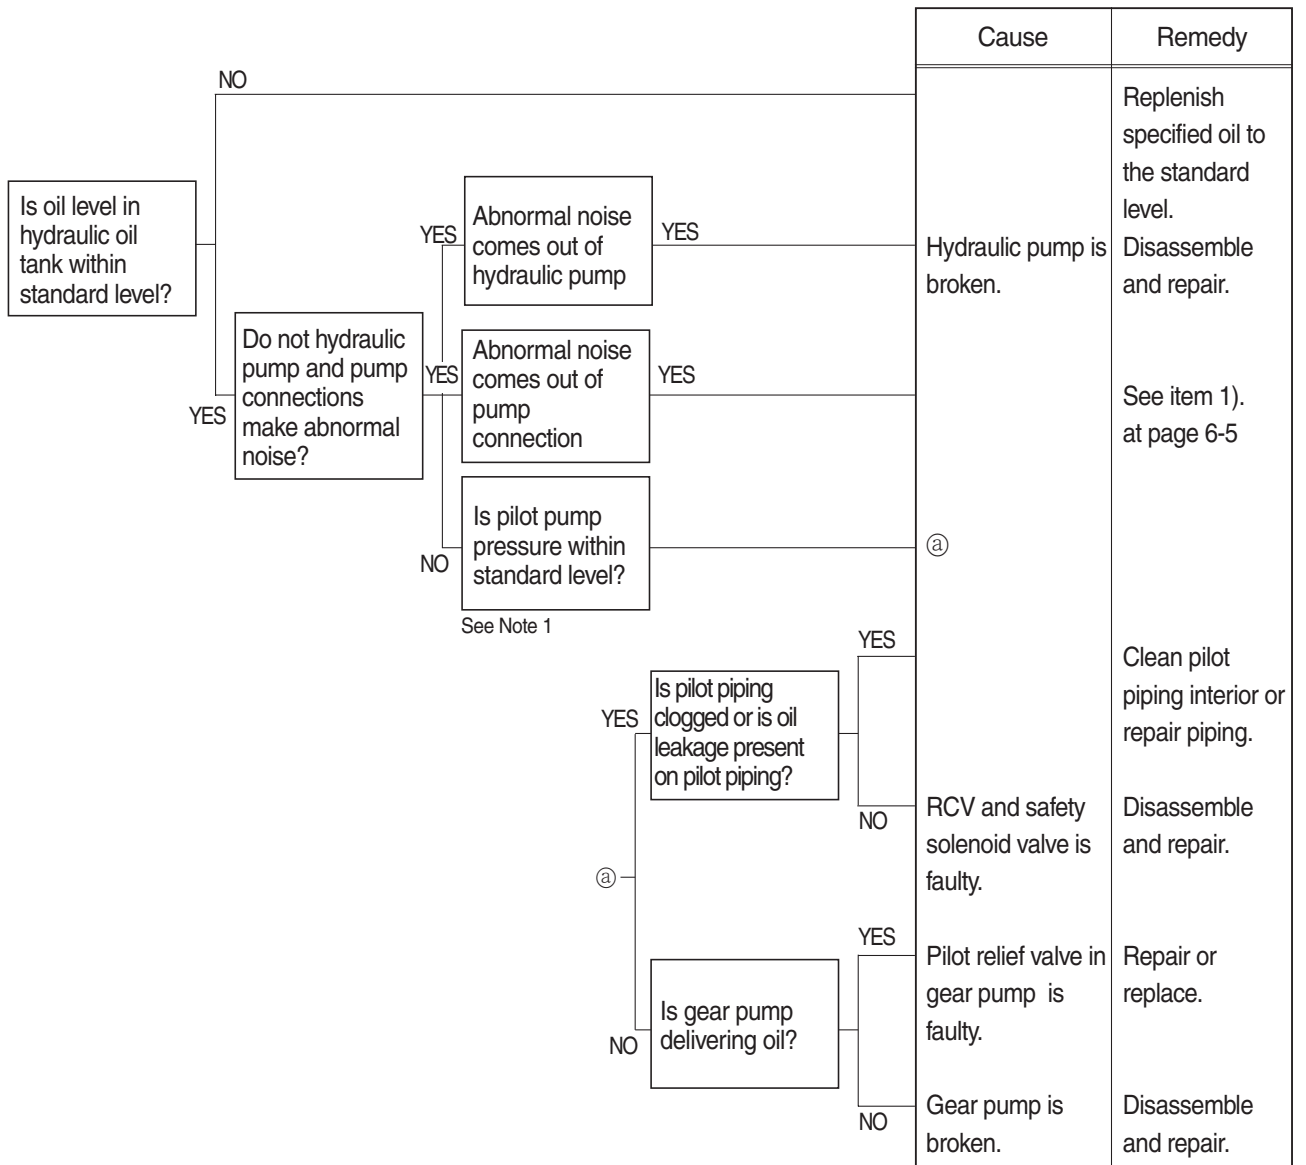 Cause
Remedy
NO
Replenish
specified oil to
the standard
level.
Is oil level in
hydraulic oil
tank within
standard level?
YES
Abnormal noise
comes out of
hydraulic pump
YES
Hydraulic pump is
broken.
Disassemble
and repair.
YES
Do not hydraulic
pump and pump
connections
make abnormal
noise?
YES
Abnormal noise
comes out of
pump
connection
YES
See item 1).
at page 6-5
NO
Is pilot pump
pressure within
standard level?
See Note 1
ⓐ
YES
Is pilot piping
clogged or is oil
leakage present
on pilot piping?
YES
Clean pilot
piping interior or
repair piping.
NO
RCV and safety
solenoid valve is
faulty.
Disassemble
and repair.
ⓐ
NO
Is gear pump
delivering oil?
YES
Pilot relief valve in
gear pump is
faulty.
Repair or
replace.
NO
Gear pump is
broken.
Disassemble
and repair.